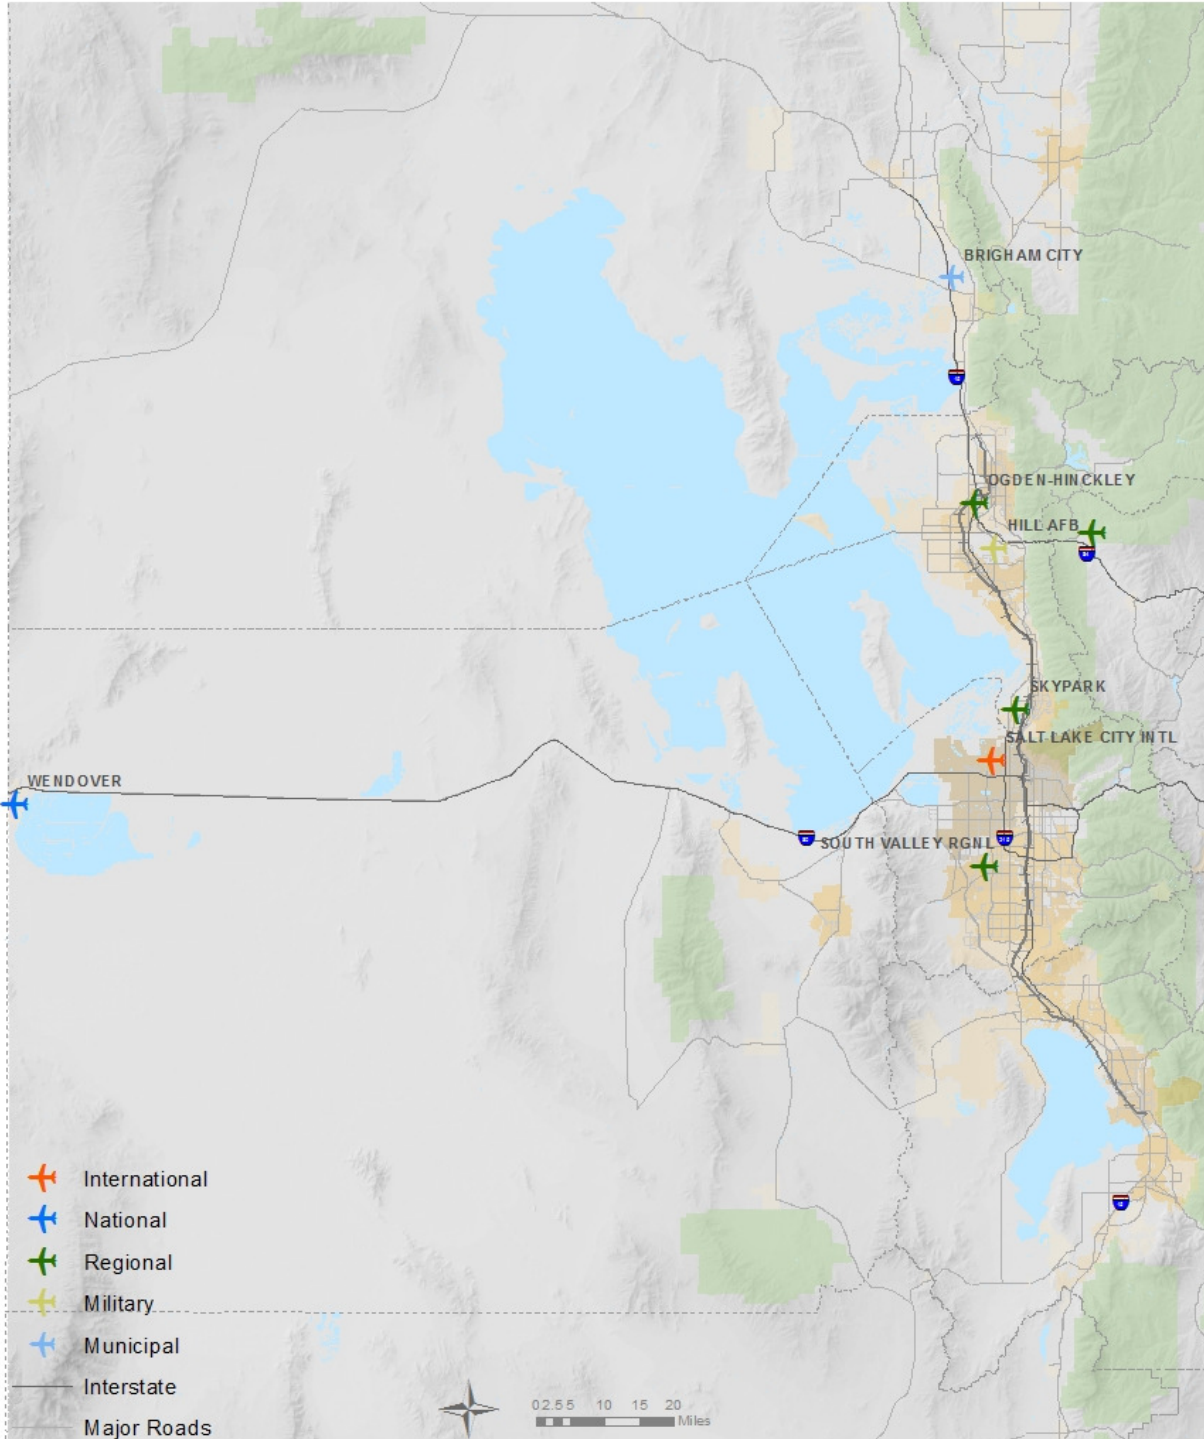 BRIGHAM CITY
OGDEN-HINCKLEY
HILL AFB
SKYPARK
SALT LAKE CITY INTL
WENDOVER
SOUTH VALLEY RGNL
International
National
Regional
Military
Municipal
Interstate
Major Roads
0 2.5 5 10 15 20
Miles